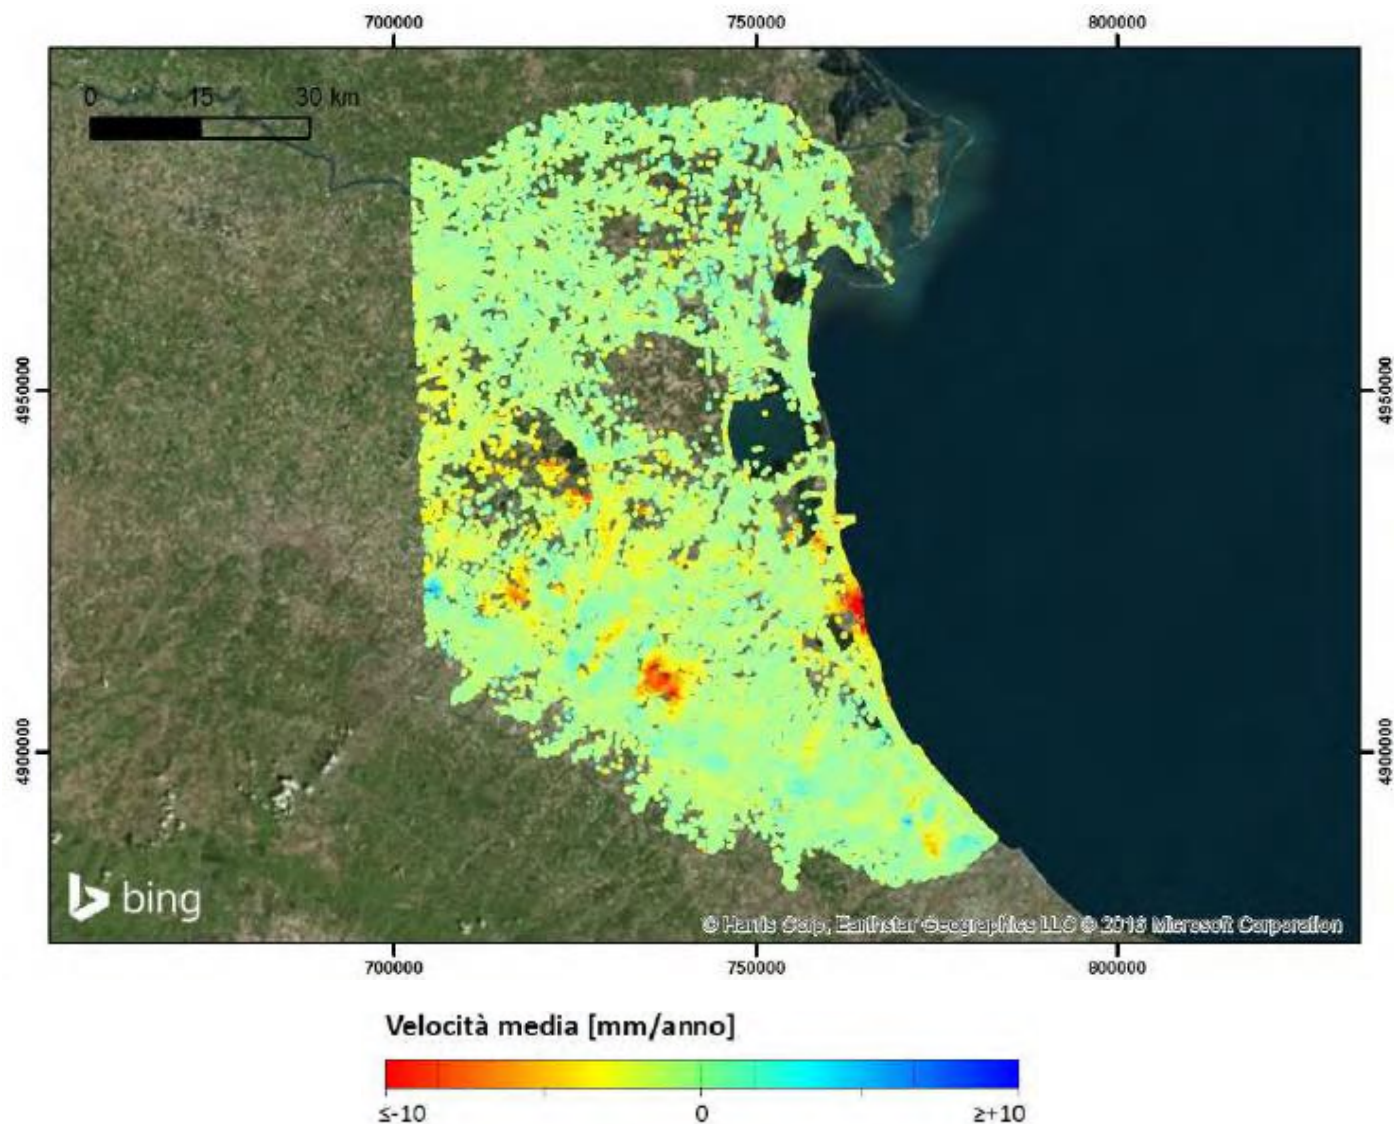 700000 750000 800000
0 15 30 km
4950000 4950000
4900000 4900000
bing
© Harris Corp, Earthstar Geographics LLC © 2016 Microsoft Corporation
700000 750000 800000
Velocità media [mm/anno]
≤-10 0 ≥+10